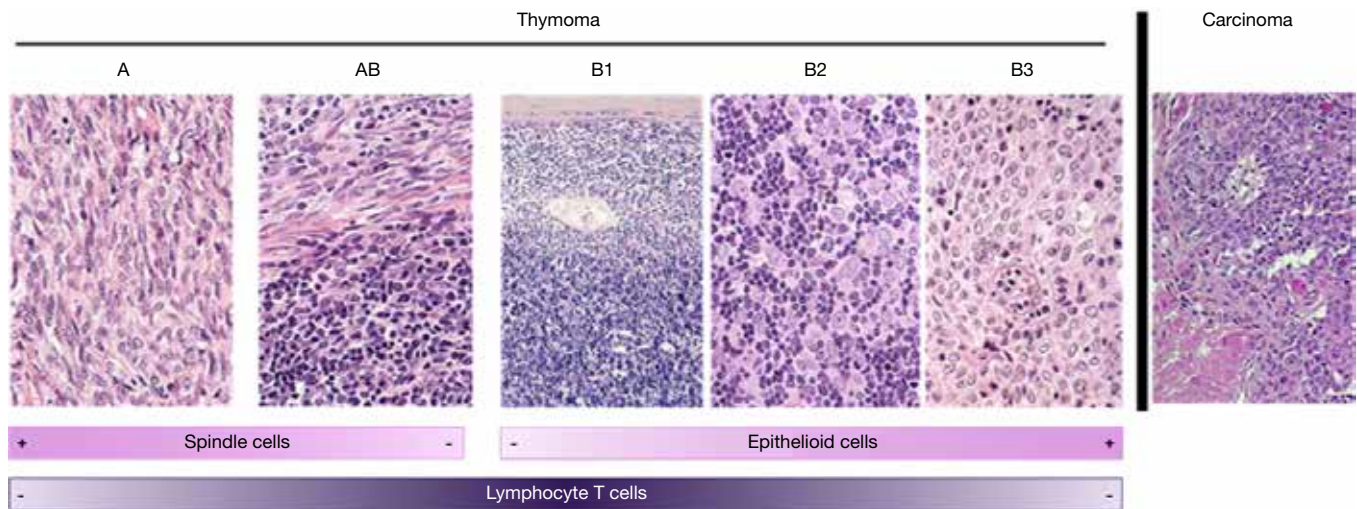 Thymoma
Carcinoma
A
AB
B1
B2
B3
+ Spindle cells -
- Epithelioid cells +
- Lymphocyte T cells -